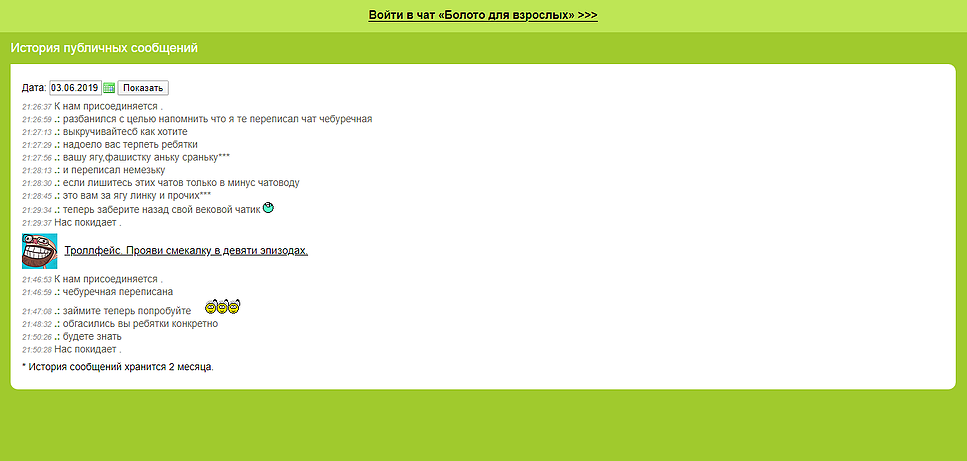 Войти в чат «Болото для взрослых» >>>
История публичных сообщений
Дата: 03.06.2019 Показать
21:26:37 К нам присоединяется .
21:26:59 .: разбанился с целью напомнить что я те переписал чат чебуречная
21:27:13 .: выкручивайтесб как хотите
21:27:29 .: надоело вас терпеть ребятки
21:27:56 .: вашу ягу,фашистку аньку сраньку***
21:28:13 .: и переписал немезьку
21:28:30 .: если лишитесь этих чатов только в минус чатоводу
21:28:45 .: это вам за ягу линку и прочих***
21:29:34 .: теперь заберите назад свой вековой чатик
21:29:37 Нас покидает .
Троллфейс. Прояви смекалку в девяти эпизодах.
21:46:53 К нам присоединяется .
21:46:59 .: чебуречная переписана
21:47:08 .: займите теперь попробуйте
21:48:32 .: обгасились вы ребятки конкретно
21:50:26 .: будете знать
21:50:28 Нас покидает .
* История сообщений хранится 2 месяца.